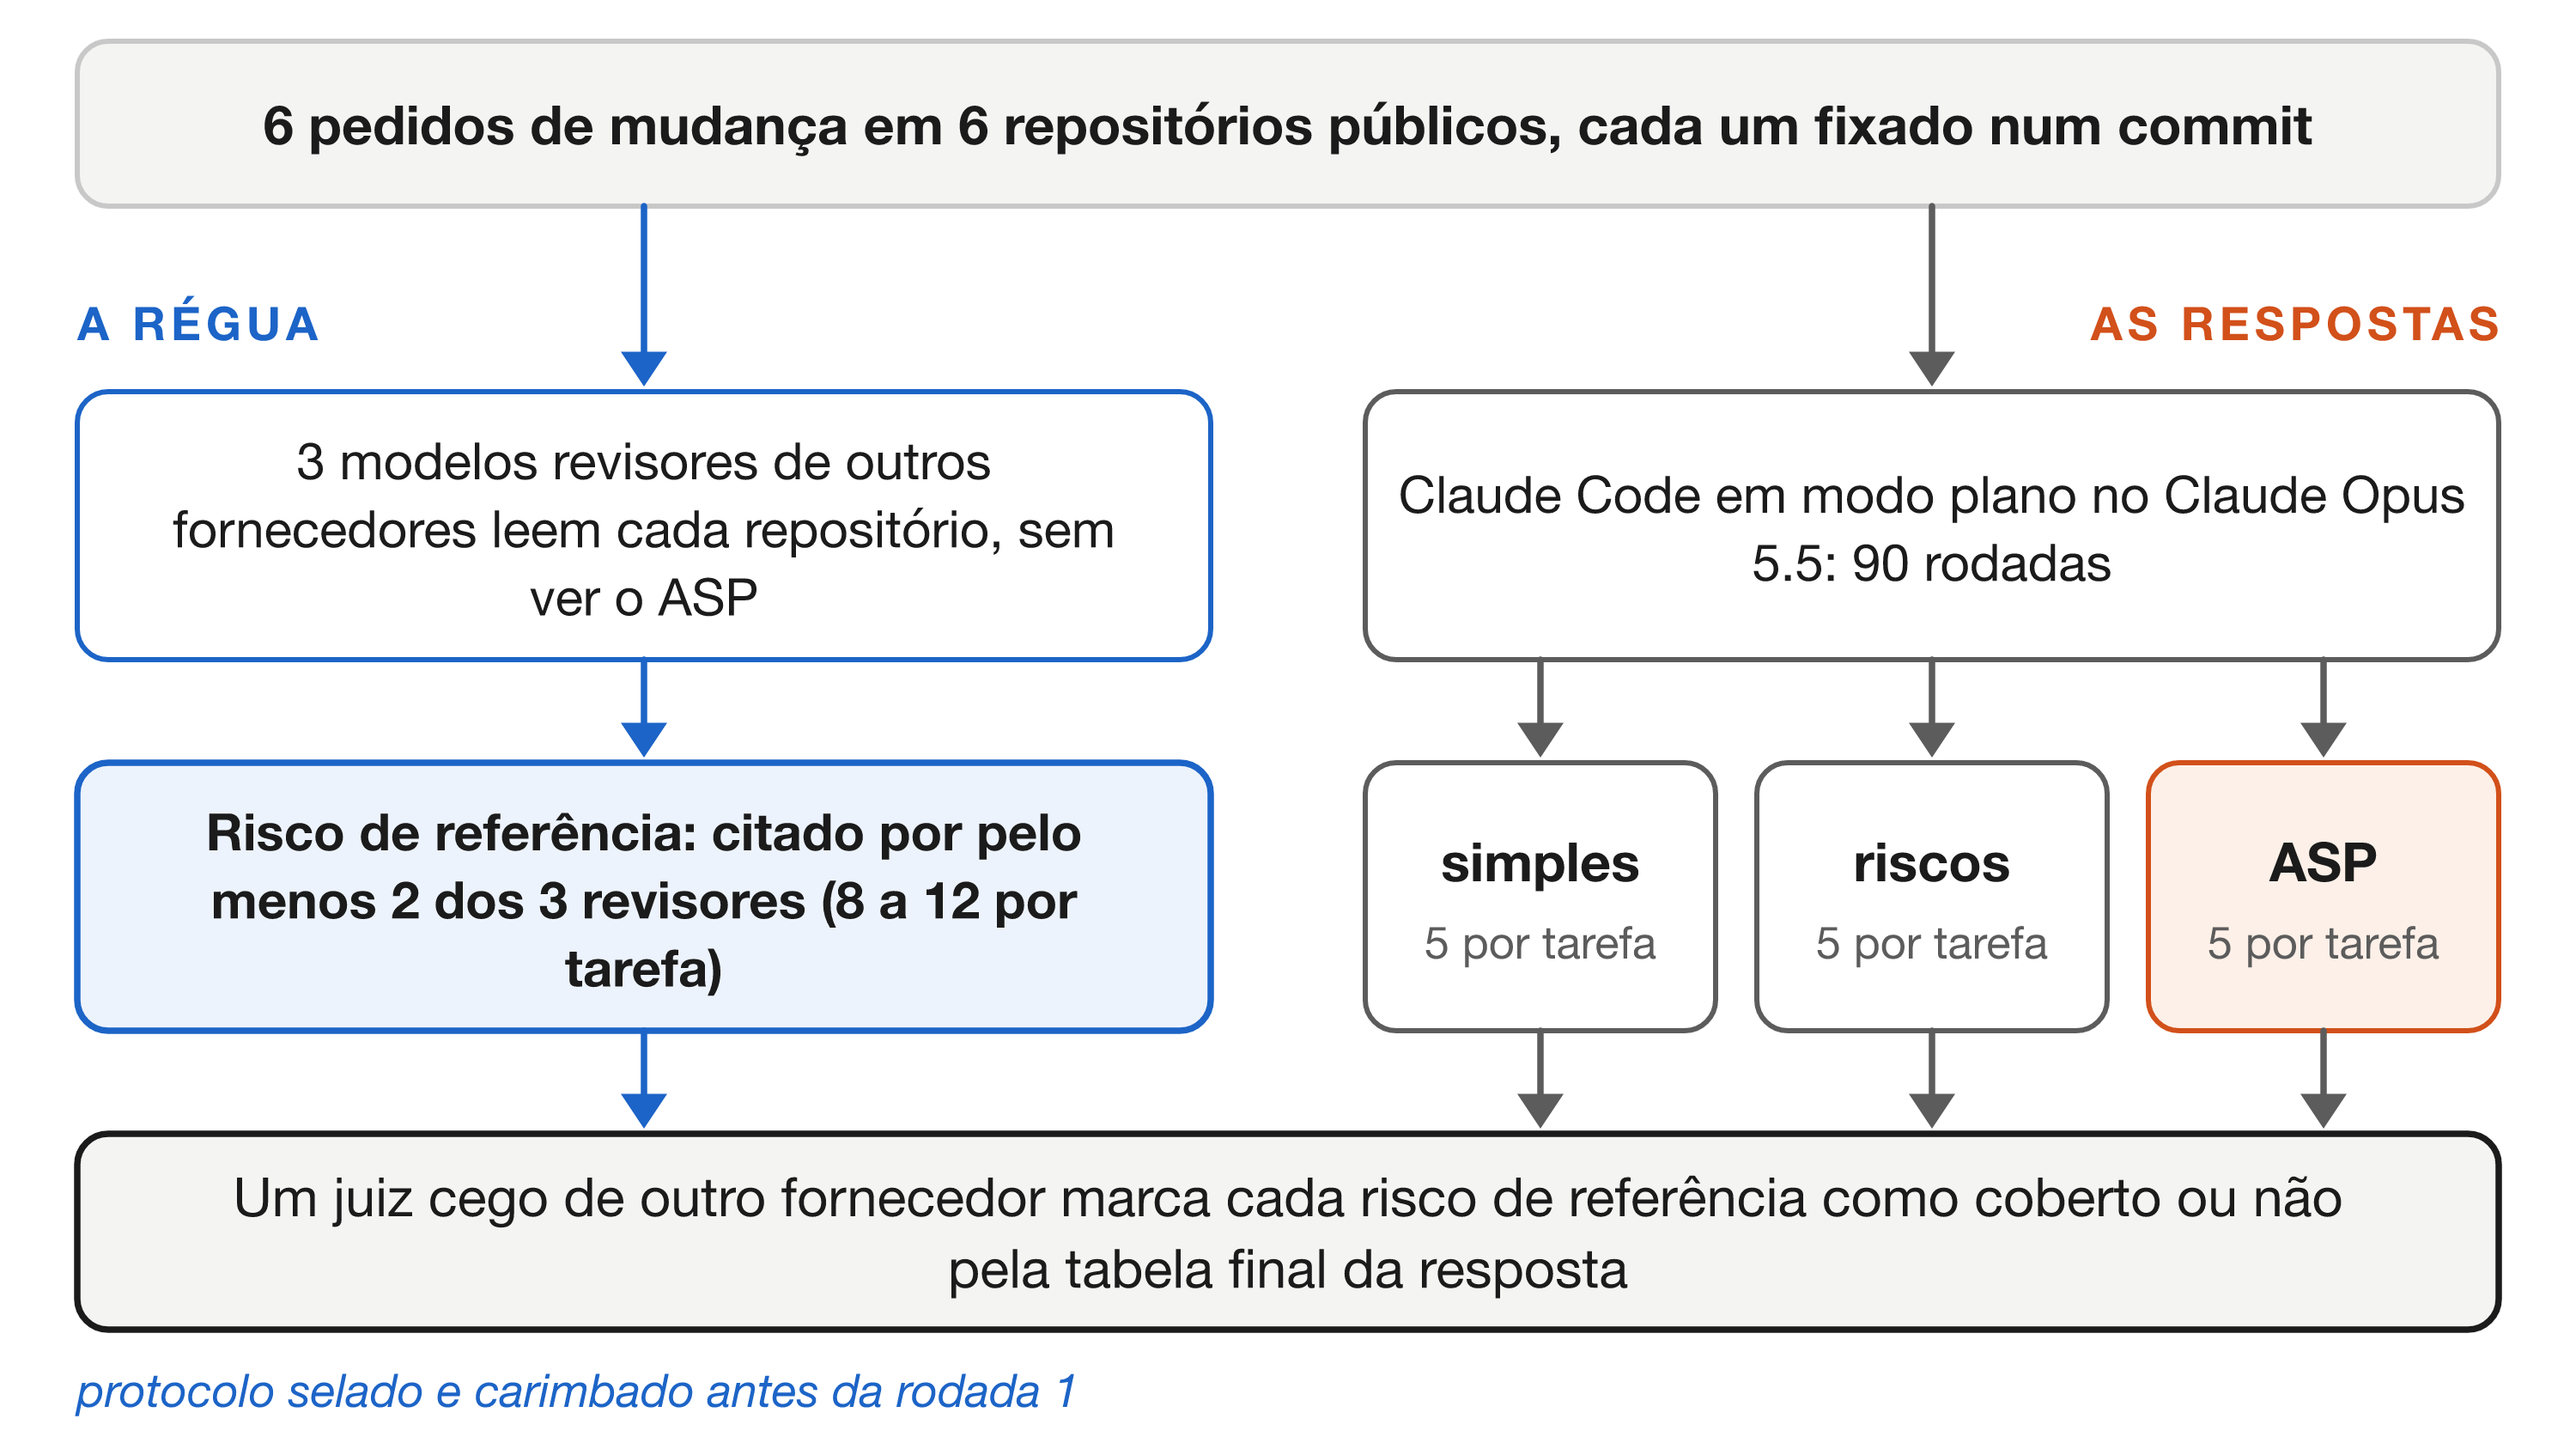 6 pedidos de mudança em 6 repositórios públicos, cada um fixado num commit
A RÉGUA
AS RESPOSTAS
3 modelos revisores de outros
fornecedores leem cada repositório, sem
ver o ASP
Claude Code em modo plano no Claude Opus
5.5: 90 rodadas
Risco de referência: citado por pelo
menos 2 dos 3 revisores (8 a 12 por
tarefa)
simples
5 por tarefa
riscos
5 por tarefa
ASP
5 por tarefa
Um juiz cego de outro fornecedor marca cada risco de referência como coberto ou não
pela tabela final da resposta
protocolo selado e carimbado antes da rodada 1